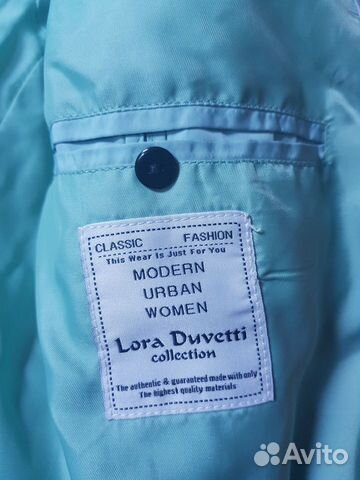 CLASSIC FASHION
This Wear Is Just For You
MODERN
URBAN
WOMEN
Lora Duvetti
collection
The authentic & guaranteed made with only
The highest quality materials
Avito